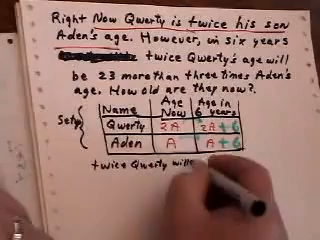 Right Now Qwerty is twice his son
Aden's age. However, in six years
twice Qwerty's age will
be 23 more than three times Aden's
age. How old are they now?
Name Age Now Age in 6 years
Setup Qwerty 2A 2A+6
Aden A A+6
twice Qwerty will